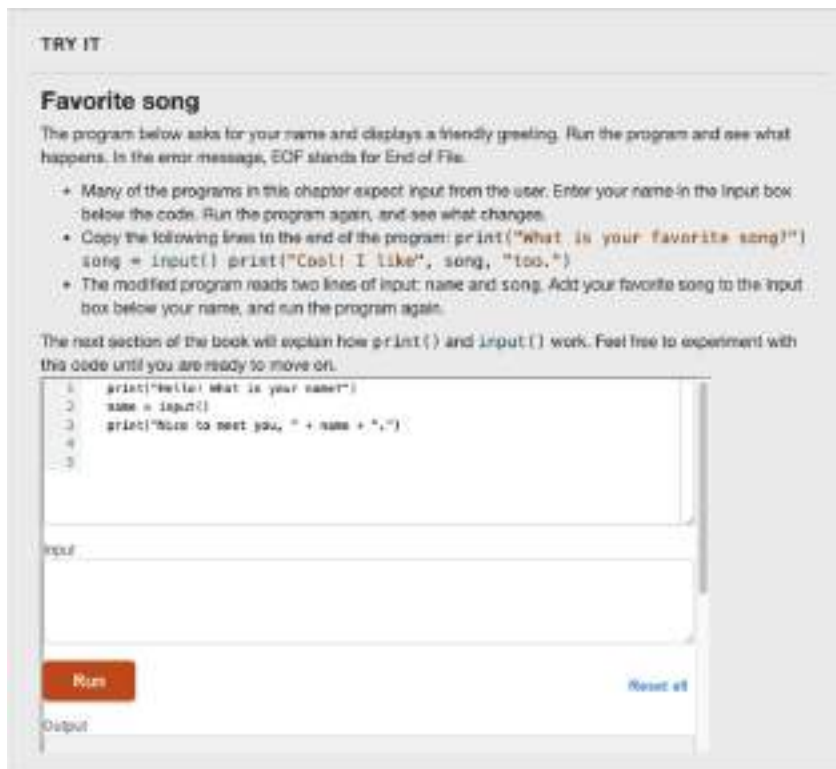 TRY IT
Favorite song
The program below asks for your name and displays a friendly greeting. Run the program and see what
happens. In the error message, EOF stands for End of File.
• Many of the programs in this chapter expect input from the user. Enter your name in the Input box
below the code. Run the program again, and see what changes.
• Copy the following lines to the end of the program: print("What is your favorite song?")
song = input() print("Cool! I like", song, "too.")
• The modified program reads two lines of input: name and song. Add your favorite song to the input
box below your name, and run the program again.
The next section of the book will explain how print() and input() work. Feel free to experiment with
this code until you are ready to move on.
1 print("Hello! What is your name?")
2 name = input()
3 print("Nice to meet you, " + name + ".")
4
5
Input
Run
Reset all
Output